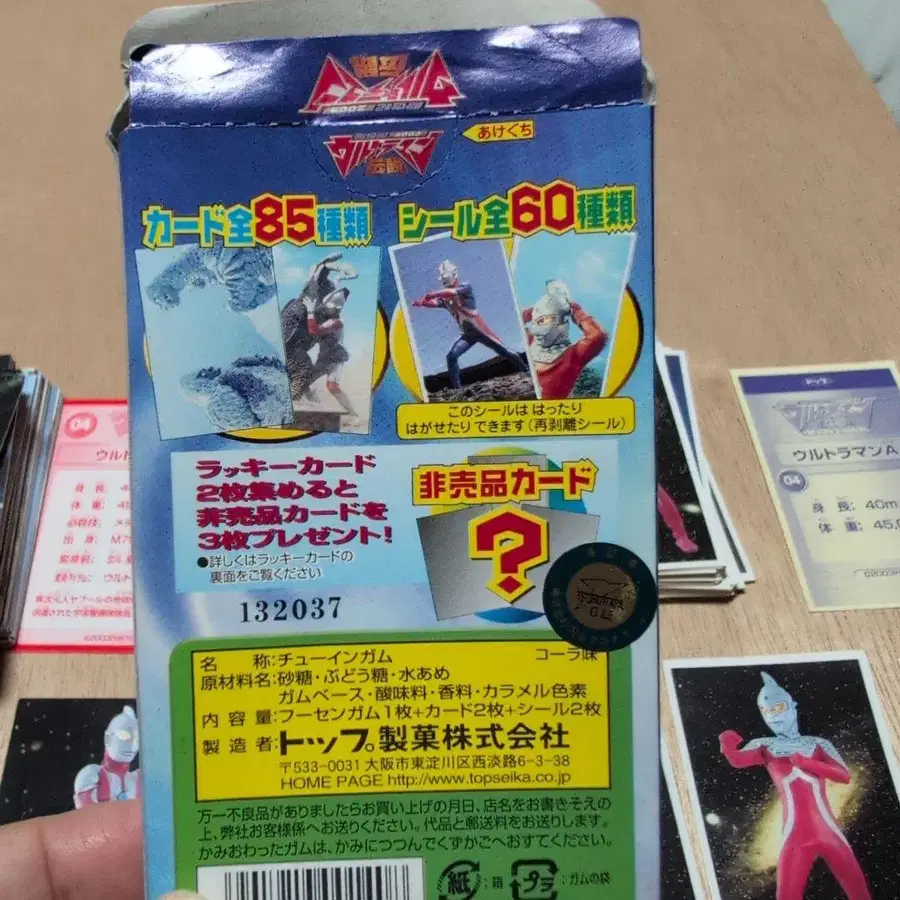 ウルトラマン
伝説
あけぐち
カード全85種類
シール全60種類
このシールは はったり
はがせたり できます(再剥離シール)
ラッキーカード
2枚集めると
非売品カードを
3枚プレゼント!
●詳しくはラッキーカードの
裏面をご覧ください
非売品カード
?
132037
名 称:チューインガム コーラ味
原材料名:砂糖・ぶどう糖・水あめ
ガムベース・酸味料・香料・カラメル色素
内 容 量:フーセンガム1枚+カード2枚+シール2枚
製 造 者:トップ製菓株式会社
〒533-0031 大阪市東淀川区西淡路6-3-38
HOME PAGE http://www.topseika.co.jp
万一不良品がありましたらお買い上げの月日、店名をお書きそえの
上、弊社お客様係へお送りください。代品と郵送料をお送りします。
かみおわったガムは、かみにつつんでくずかごへおすてください。
紙:箱 プラ:ガムの袋
04
ウルトラ
身 長:
体 重:
出 身:M7
トップ
ウルトラマンA
04
身 長:40m
体 重:45,0